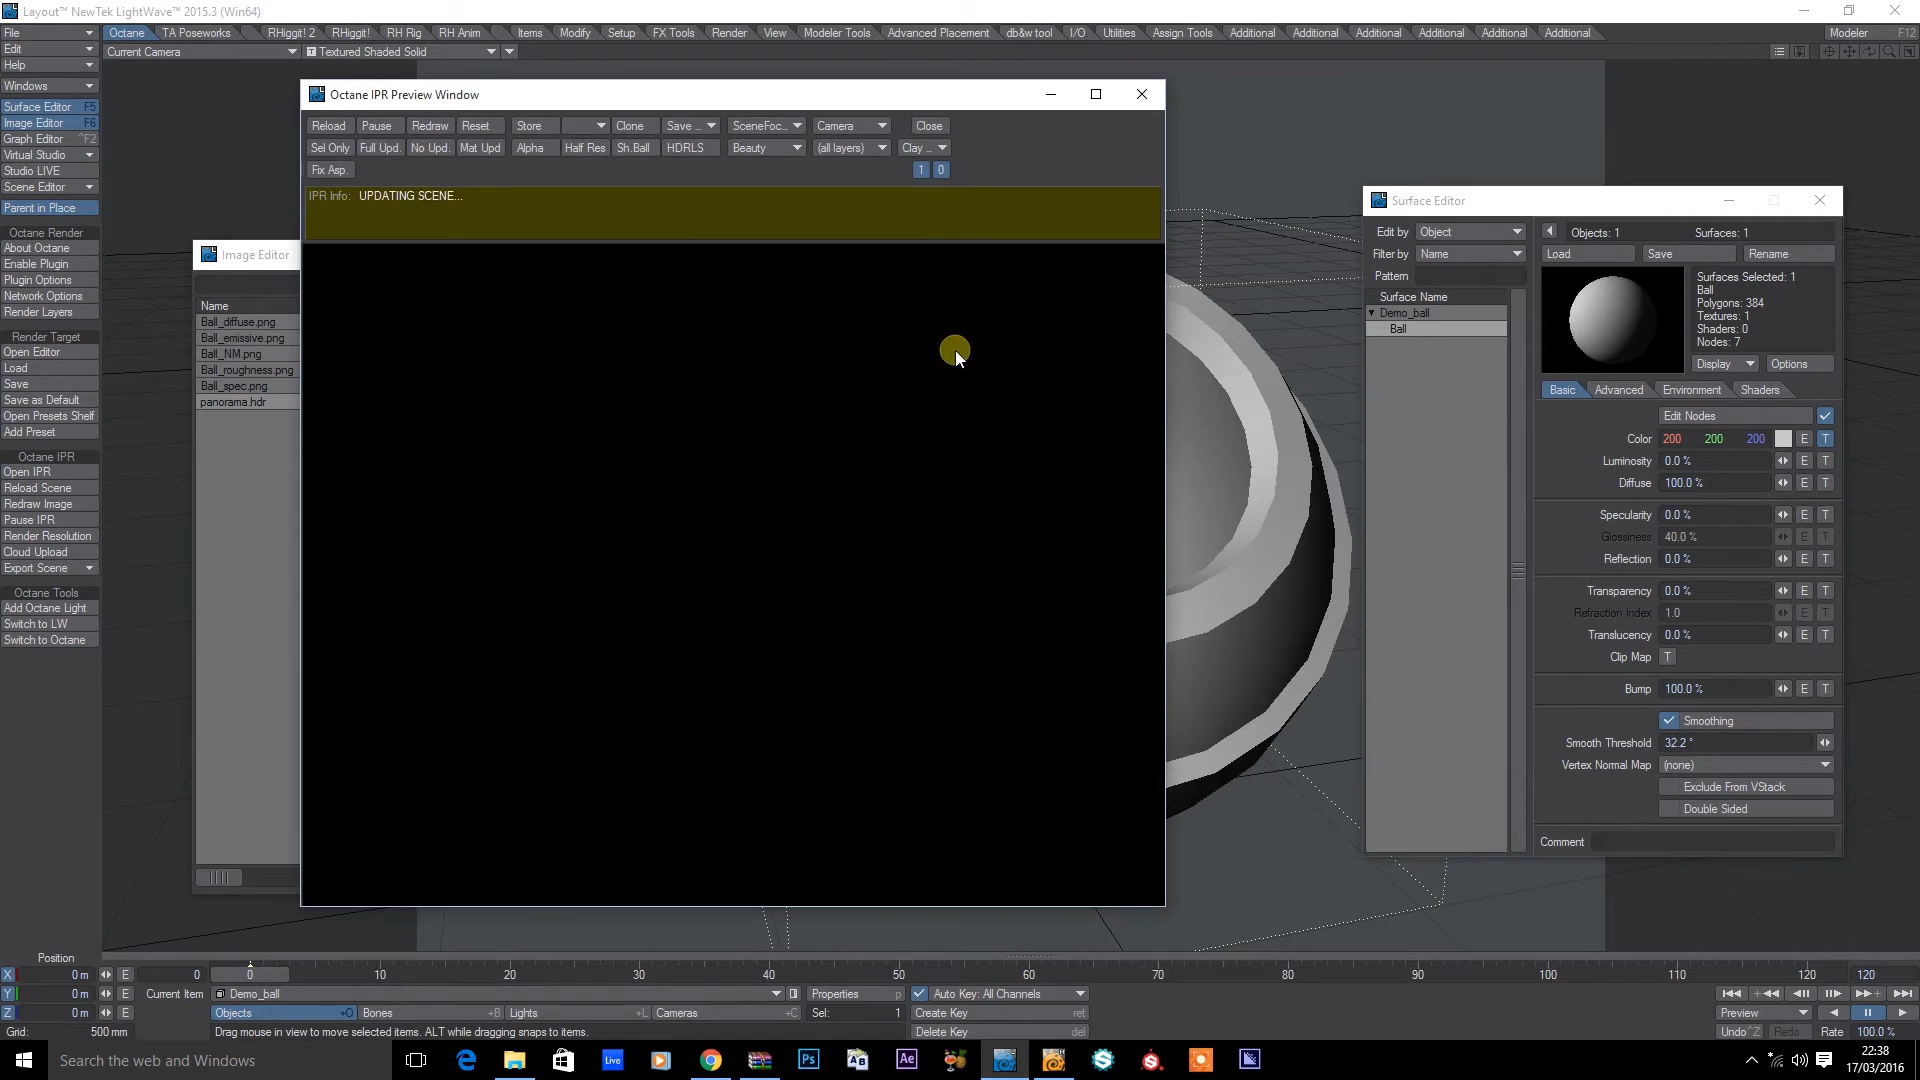 Layout™ NewTek LightWave™ 2015.3 (Win64)
File
Octane
TA Poseworks
RHiggit! 2
RHiggit!
RH Rig
RH Anim
Items
Modify
Setup
FX Tools
Render
View
Modeler Tools
Advanced Placement
db&w tool
I/O
Utilities
Assign Tools
Additional
Additional
Additional
Additional
Additional
Additional
Modeler F12
Edit
Current Camera
Textured Shaded Solid
Help
Windows
Surface Editor F5
Image Editor F6
Graph Editor ^F2
Virtual Studio
Studio LIVE
Scene Editor
Parent in Place
Octane Render
About Octane
Enable Plugin
Plugin Options
Network Options
Render Layers
Render Target
Open Editor
Load
Save
Save as Default
Open Presets Shelf
Add Preset
Octane IPR
Open IPR
Reload Scene
Redraw Image
Pause IPR
Render Resolution
Cloud Upload
Export Scene
Octane Tools
Add Octane Light
Switch to LW
Switch to Octane
Image Editor
Name
Ball_diffuse.png
Ball_emissive.png
Ball_NM.png
Ball_roughness.png
Ball_spec.png
panorama.hdr
Octane IPR Preview Window
Reload Pause Redraw Reset Store Clone Save ... SceneFoc... Camera Close
Sel Only Full Upd. No Upd. Mat Upd Alpha Half Res Sh.Ball HDRLS Beauty (all layers) Clay ...
Fix Asp. 1 0
IPR Info: UPDATING SCENE...
Surface Editor
Edit by Object
Filter by Name
Pattern
Surface Name
Demo_ball
Ball
Objects: 1 Surfaces: 1
Load Save Rename
Surfaces Selected: 1
Ball
Polygons: 384
Textures: 1
Shaders: 0
Nodes: 7
Display Options
Basic Advanced Environment Shaders
Edit Nodes
Color 200 200 200 E T
Luminosity 0.0 % E T
Diffuse 100.0 % E T
Specularity 0.0 % E T
Glossiness 40.0 % E T
Reflection 0.0 % E T
Transparency 0.0 % E T
Refraction Index 1.0 E T
Translucency 0.0 % E T
Clip Map T
Bump 100.0 % E T
Smoothing
Smooth Threshold 32.2 °
Vertex Normal Map (none)
Exclude From VStack
Double Sided
Comment
Position
X 0 m E 0
0 10 20 30 40 50 60 70 80 90 100 110 120 120
Y 0 m E Current Item Demo_ball Properties p Auto Key: All Channels
Z 0 m E Objects +O Bones +B Lights +L Cameras +C Sel: 1 Create Key ret Preview
Grid: 500 mm Drag mouse in view to move selected items. ALT while dragging snaps to items. Delete Key del Undo ^Z Redo Rate 100.0 %
Search the web and Windows
Live
Ps
Ae
22:38
17/03/2016